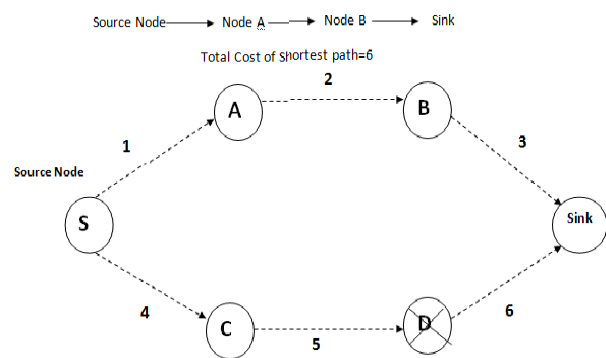 Source Node Node A Node B Sink
Total Cost of Shortest path=6
2
A
B
1
3
Source Node
S
Sink
4
6
C
5
D